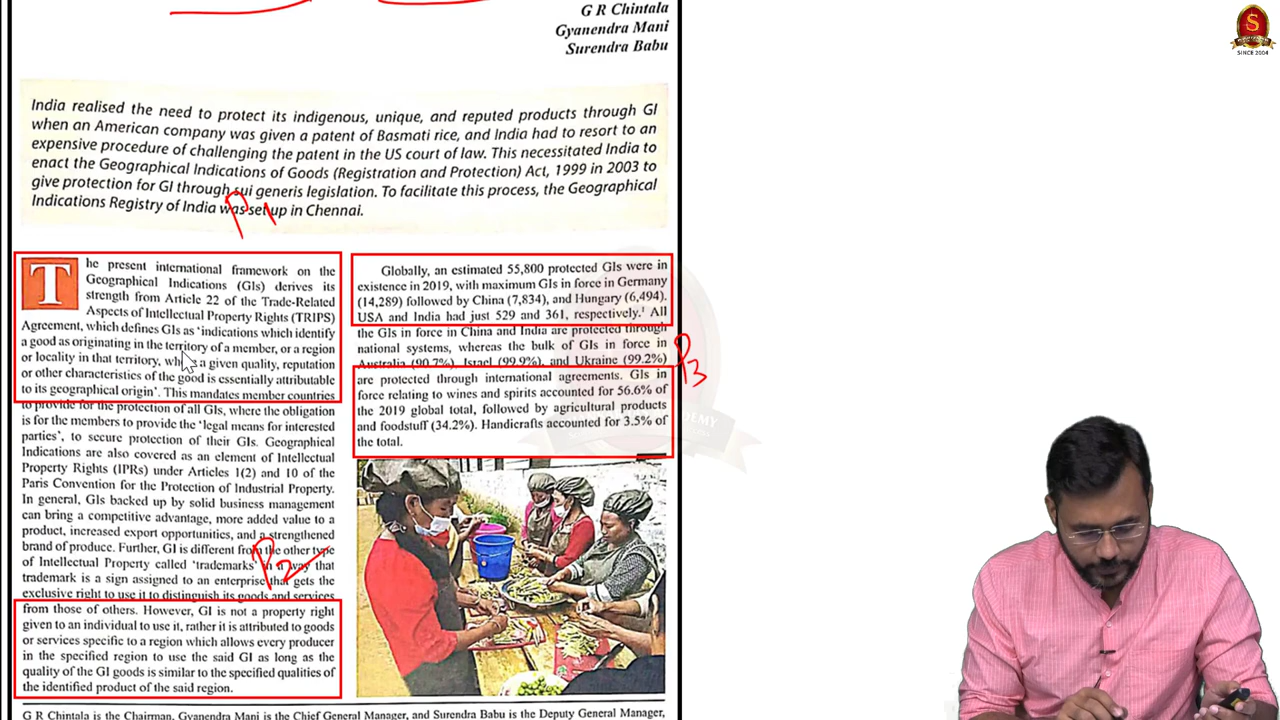 G R Chintala
Gyanendra Mani
Surendra Babu
S
SINCE 2004
India realised the need to protect its indigenous, unique, and reputed products through GI
when an American company was given a patent of Basmati rice, and India had to resort to an
expensive procedure of challenging the patent in the US court of law. This necessitated India to
enact the Geographical Indications of Goods (Registration and Protection) Act, 1999 in 2003 to
give protection for GI through sui generis legislation. To facilitate this process, the Geographical
Indications Registry of India was set up in Chennai.
P1
The present international framework on the
Geographical Indications (GIs) derives its
strength from Article 22 of the Trade-Related
Aspects of Intellectual Property Rights (TRIPS)
Agreement, which defines GIs as 'indications which identify
a good as originating in the territory of a member, or a region
or locality in that territory, where a given quality, reputation
or other characteristics of the good is essentially attributable
to its geographical origin'. This mandates member countries
to provide for the protection of all GIs, where the obligation
is for the members to provide the 'legal means for interested
parties', to secure protection of their GIs. Geographical
Indications are also covered as an element of Intellectual
Property Rights (IPRs) under Articles 1(2) and 10 of the
Paris Convention for the Protection of Industrial Property.
In general, GIs backed up by solid business management
can bring a competitive advantage, more added value to a
product, increased export opportunities, and a strengthened
brand of produce. Further, GI is different from the other type
of Intellectual Property called 'trademarks' in a way that
trademark is a sign assigned to an enterprise that gets the
exclusive right to use it to distinguish its goods and services
from those of others. However, GI is not a property right
given to an individual to use it, rather it is attributed to goods
or services specific to a region which allows every producer
in the specified region to use the said GI as long as the
quality of the GI goods is similar to the specified qualities of
the identified product of the said region.
P2
Globally, an estimated 55,800 protected GIs were in
existence in 2019, with maximum GIs in force in Germany
(14,289) followed by China (7,834), and Hungary (6,494).
USA and India had just 529 and 361, respectively.¹ All
the GIs in force in China and India are protected through
national systems, whereas the bulk of GIs in force in
Australia (90.7%), Israel (99.9%), and Ukraine (99.2%)
are protected through international agreements. GIs in
force relating to wines and spirits accounted for 56.6% of
the 2019 global total, followed by agricultural products
and foodstuff (34.2%). Handicrafts accounted for 3.5% of
the total.
P3
G R Chintala is the Chairman, Gyanendra Mani is the Chief General Manager, and Surendra Babu is the Deputy General Manager,